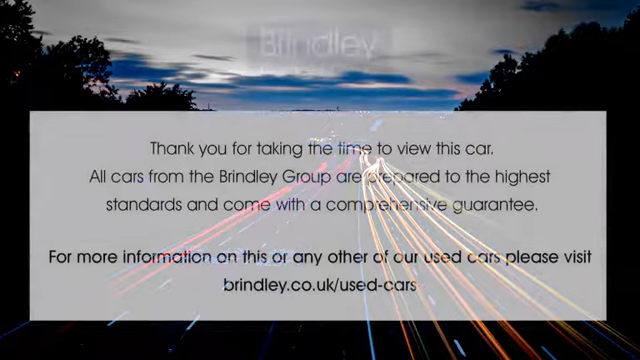 Brindley
Thank you for taking the time to view this car.
All cars from the Brindley Group are prepared to the highest
standards and come with a comprehensive guarantee.
For more information on this or any other of our used cars please visit
brindley.co.uk/used-cars